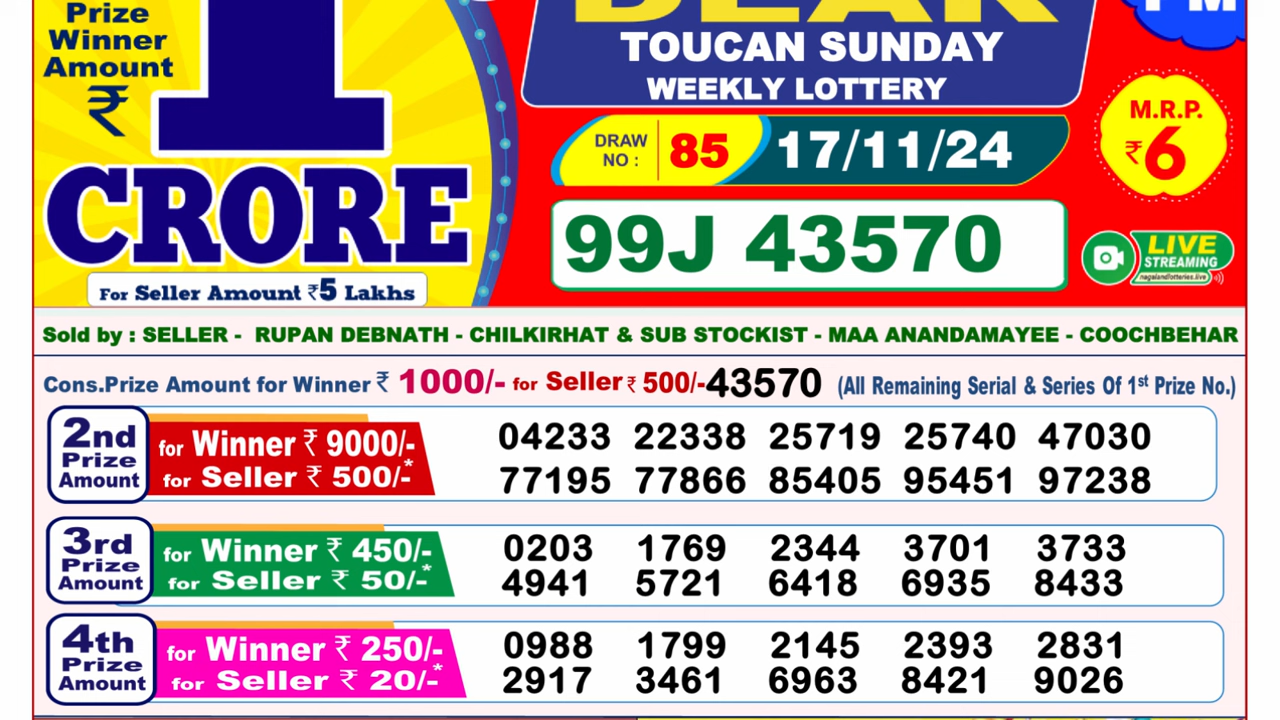 Prize
Winner
Amount
₹
1
CRORE
For Seller Amount ₹5 Lakhs
DEAR
TOUCAN SUNDAY
WEEKLY LOTTERY
DRAW
NO :
85
17/11/24
99J 43570
PM
M.R.P.
₹6
LIVE
STREAMING
nagalandlotteries.live
Sold by : SELLER - RUPAN DEBNATH - CHILKIRHAT & SUB STOCKIST - MAA ANANDAMAYEE - COOCHBEHAR
Cons.Prize Amount for Winner ₹ 1000/- for Seller ₹ 500/- 43570 (All Remaining Serial & Series Of 1st Prize No.)
2nd
Prize
Amount
for Winner ₹ 9000/-
for Seller ₹ 500/-*
04233 22338 25719 25740 47030
77195 77866 85405 95451 97238
3rd
Prize
Amount
for Winner ₹ 450/-
for Seller ₹ 50/-*
0203 1769 2344 3701 3733
4941 5721 6418 6935 8433
4th
Prize
Amount
for Winner ₹ 250/-
for Seller ₹ 20/-*
0988 1799 2145 2393 2831
2917 3461 6963 8421 9026